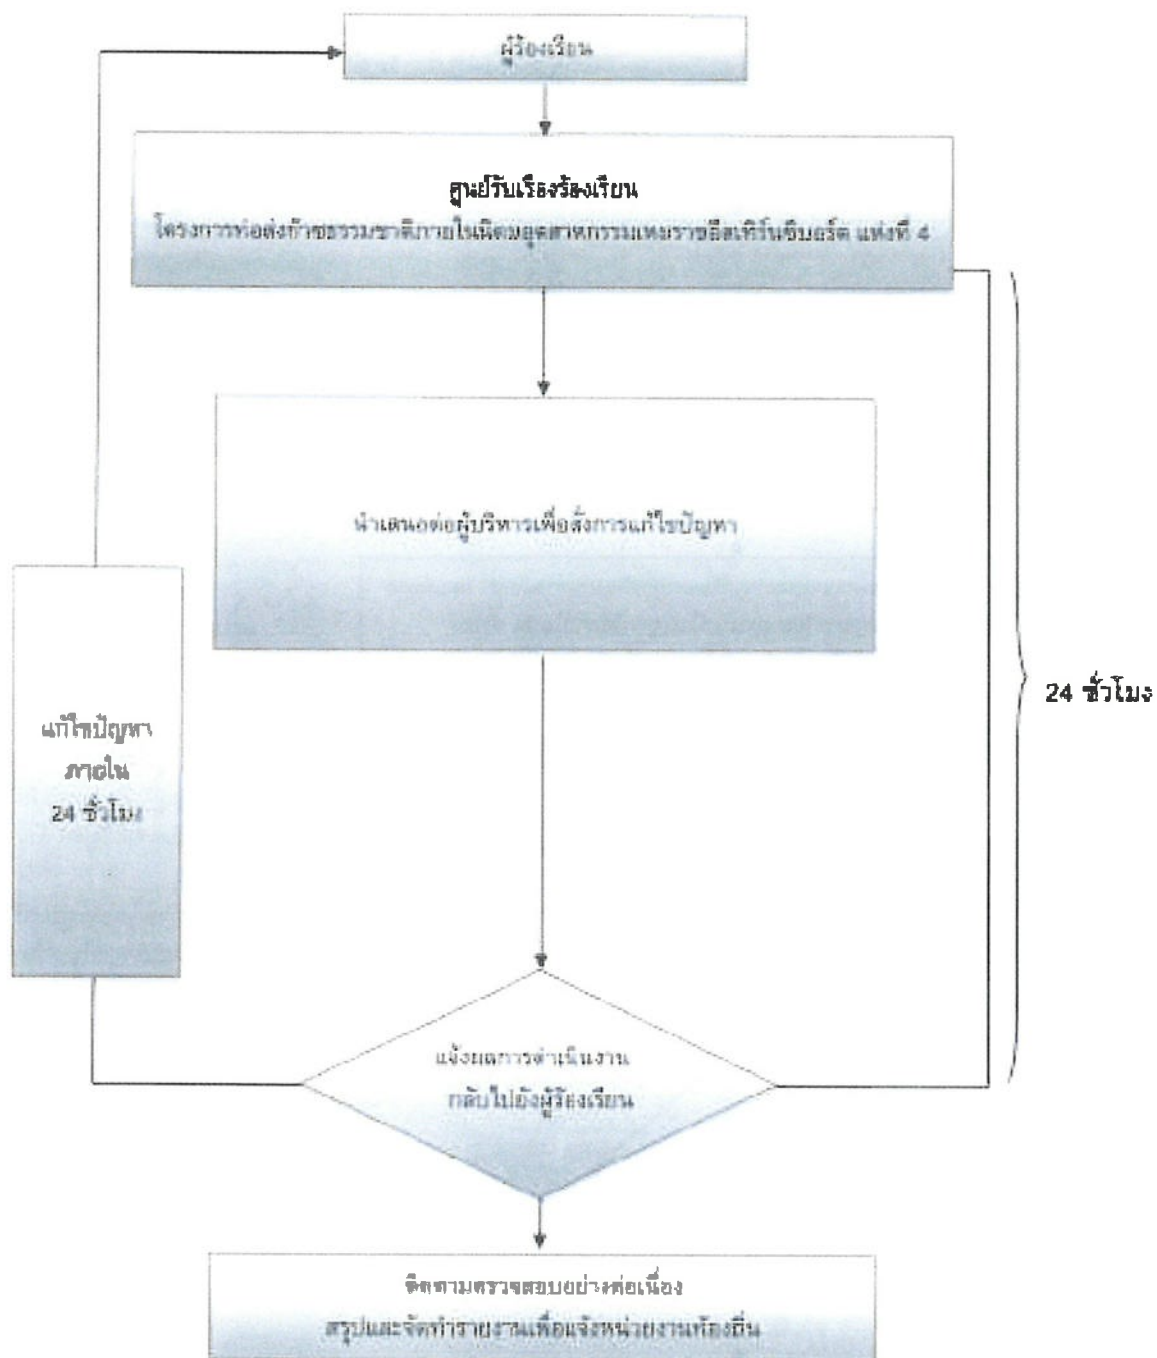 ผู้ร้องเรียน
ศูนย์รับเรื่องร้องเรียน
โครงการท่อส่งก๊าซธรรมชาติภายในนิคมอุตสาหกรรมเหมราชอีสเทิร์นซีบอร์ด แห่งที่ 4
นำเสนอต่อผู้บริหารเพื่อสั่งการแก้ไขปัญหา
24 ชั่วโมง
แก้ไขปัญหา
ภายใน
24 ชั่วโมง
แจ้งผลการดำเนินงาน
กลับไปยังผู้ร้องเรียน
ติดตามตรวจสอบอย่างต่อเนื่อง
สรุปและจัดทำรายงานเพื่อแจ้งหน่วยงานท้องถิ่น